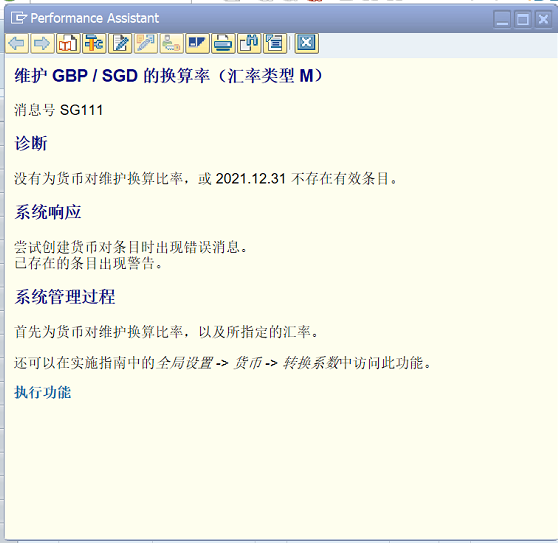 Performance Assistant
维护 GBP / SGD 的换算率（汇率类型 M）
消息号 SG111
诊断
没有为货币对维护换算比率，或 2021.12.31 不存在有效条目。
系统响应
尝试创建货币对条目时出现错误消息。
已存在的条目出现警告。
系统管理过程
首先为货币对维护换算比率，以及所指定的汇率。
还可以在实施指南中的全局设置 -> 货币 -> 转换系数中访问此功能。
执行功能